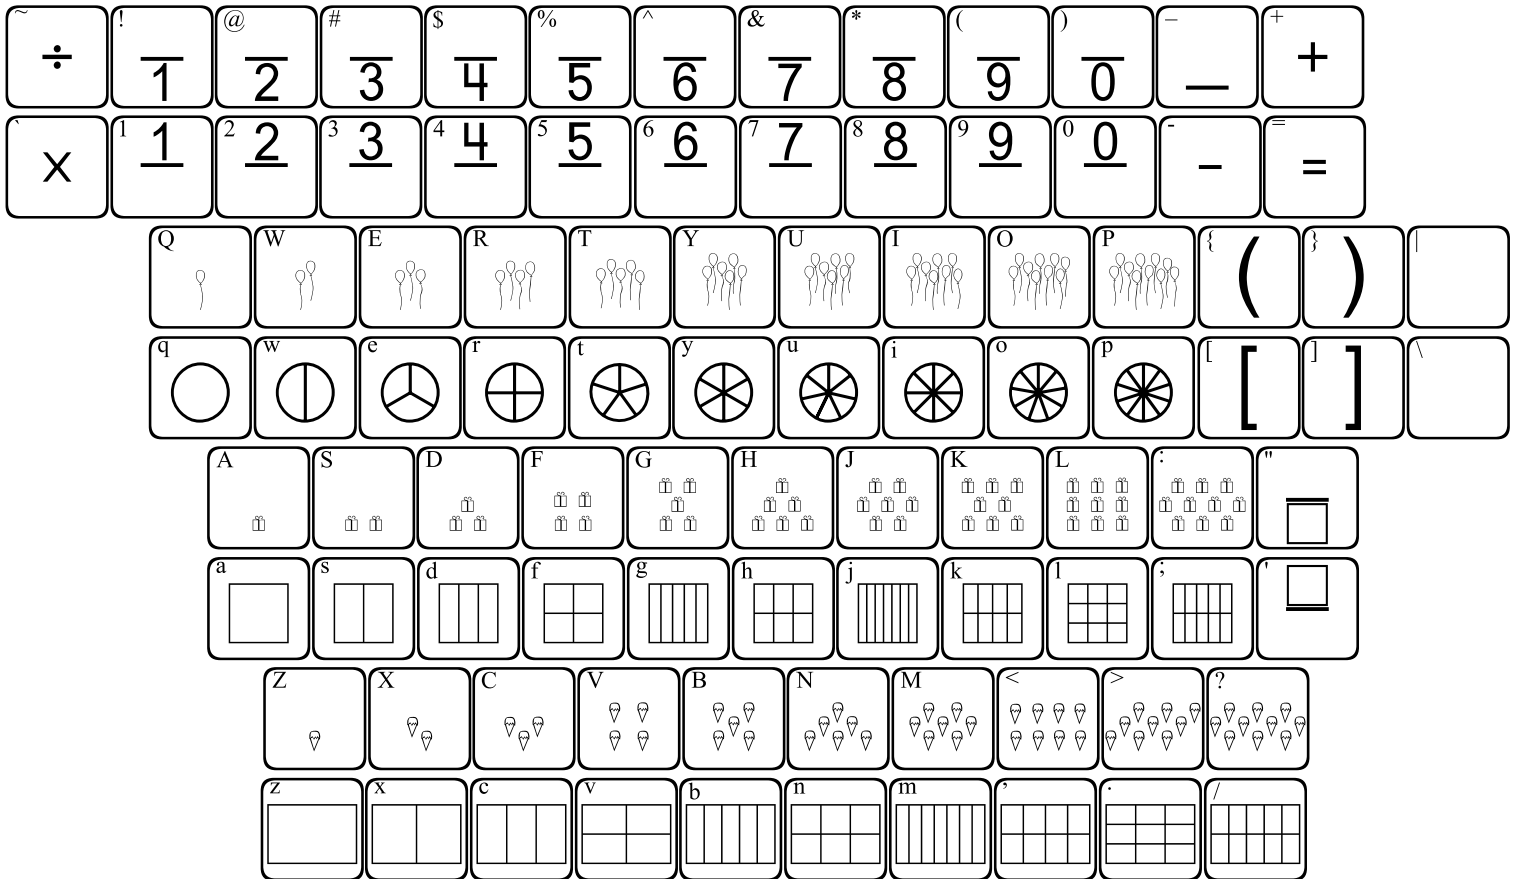 ~ ÷ ! 1 @ 2 # 3 $ 4 % 5 ^ 6 & 7 * 8 ( 9 ) 0 – _ + +
` x 1 1 2 2 3 3 4 4 5 5 6 6 7 7 8 8 9 9 0 0 - – = =
Q W E R T Y U I O P { ( } ) |
q w e r t y u i o p [ [ ] ] \
A S D F G H J K L : "
a s d f g h j k l ; '
Z X C V B N M < > ?
z x c v b n m , . /